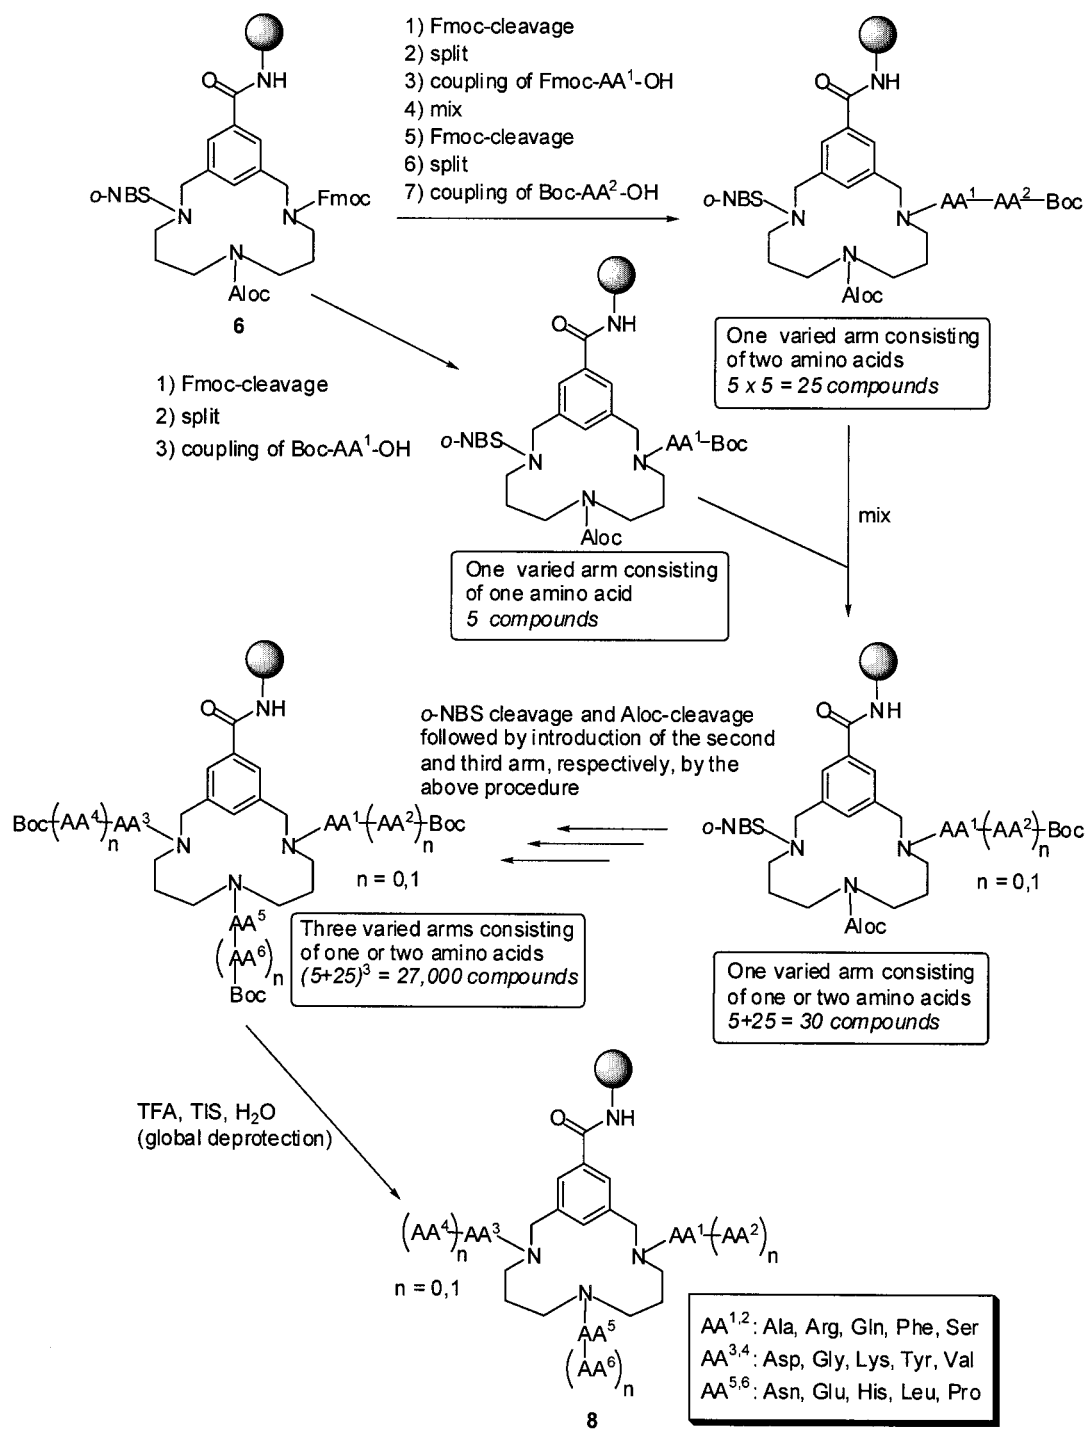 1) Fmoc-cleavage
2) split
3) coupling of Fmoc-AA¹-OH
4) mix
5) Fmoc-cleavage
6) split
7) coupling of Boc-AA²-OH
O
NH
o-NBS
N
N
Fmoc
N
Aloc
6
O
NH
o-NBS
N
N
AA¹
AA²
Boc
N
Aloc
One varied arm consisting
of two amino acids
5 x 5 = 25 compounds
1) Fmoc-cleavage
2) split
3) coupling of Boc-AA¹-OH
O
NH
o-NBS
N
N
AA¹-Boc
N
Aloc
One varied arm consisting
of one amino acid
5 compounds
mix
O
NH
o-NBS
N
N
AA¹-(AA²)n-Boc
n = 0,1
N
Aloc
One varied arm consisting
of one or two amino acids
5+25 = 30 compounds
o-NBS cleavage and Aloc-cleavage
followed by introduction of the second
and third arm, respectively, by the
above procedure
O
NH
Boc-(AA⁴)n-AA³
N
N
AA¹-(AA²)n-Boc
n = 0,1
N
AA⁵
(AA⁶)n
Boc
Three varied arms consisting
of one or two amino acids
(5+25)³ = 27,000 compounds
TFA, TIS, H₂O
(global deprotection)
O
NH
(AA⁴)n-AA³
N
N
AA¹-(AA²)n
n = 0,1
N
AA⁵
(AA⁶)n
8
AA¹,²: Ala, Arg, Gln, Phe, Ser
AA³,⁴: Asp, Gly, Lys, Tyr, Val
AA⁵,⁶: Asn, Glu, His, Leu, Pro